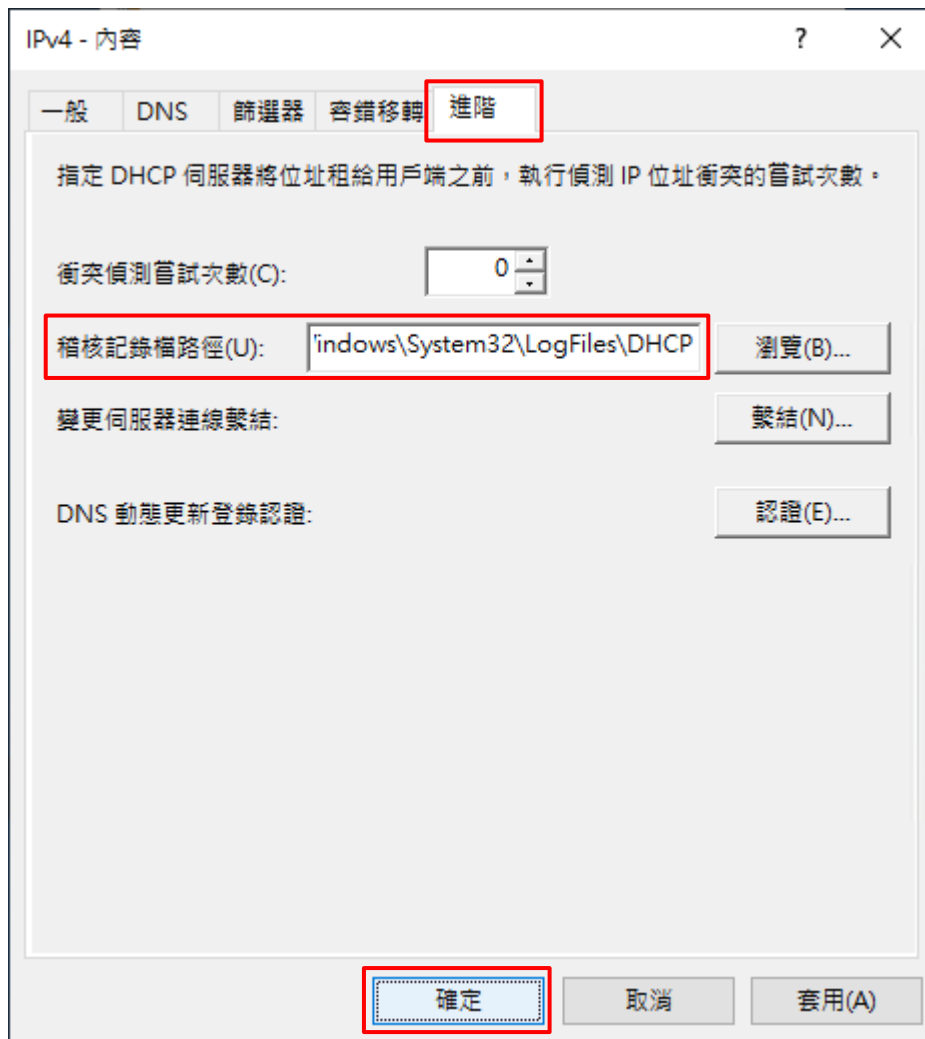 IPv4 - 內容
?
一般 DNS 篩選器 容錯移轉 進階
指定 DHCP 伺服器將位址租給用戶端之前，執行偵測 IP 位址衝突的嘗試次數。
衝突偵測嘗試次數(C): 0
稽核記錄檔路徑(U): indows\System32\LogFiles\DHCP 瀏覽(B)...
變更伺服器連線繫結: 繫結(N)...
DNS 動態更新登錄認證: 認證(E)...
確定 取消 套用(A)